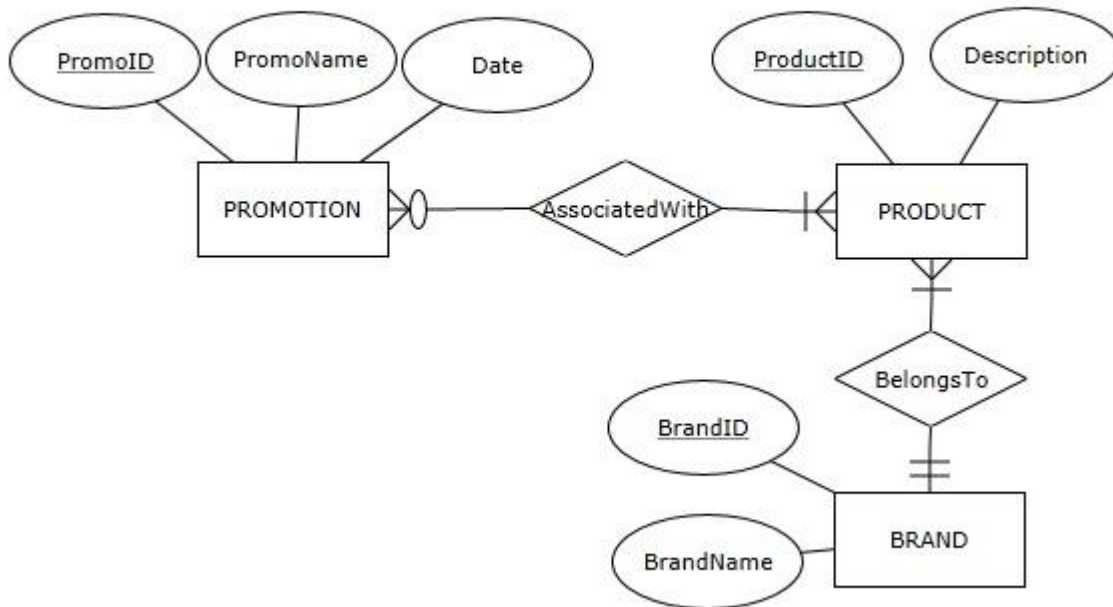 PromoID
PromoName
Date
ProductID
Description
PROMOTION
AssociatedWith
PRODUCT
BelongsTo
BrandID
BRAND
BrandName